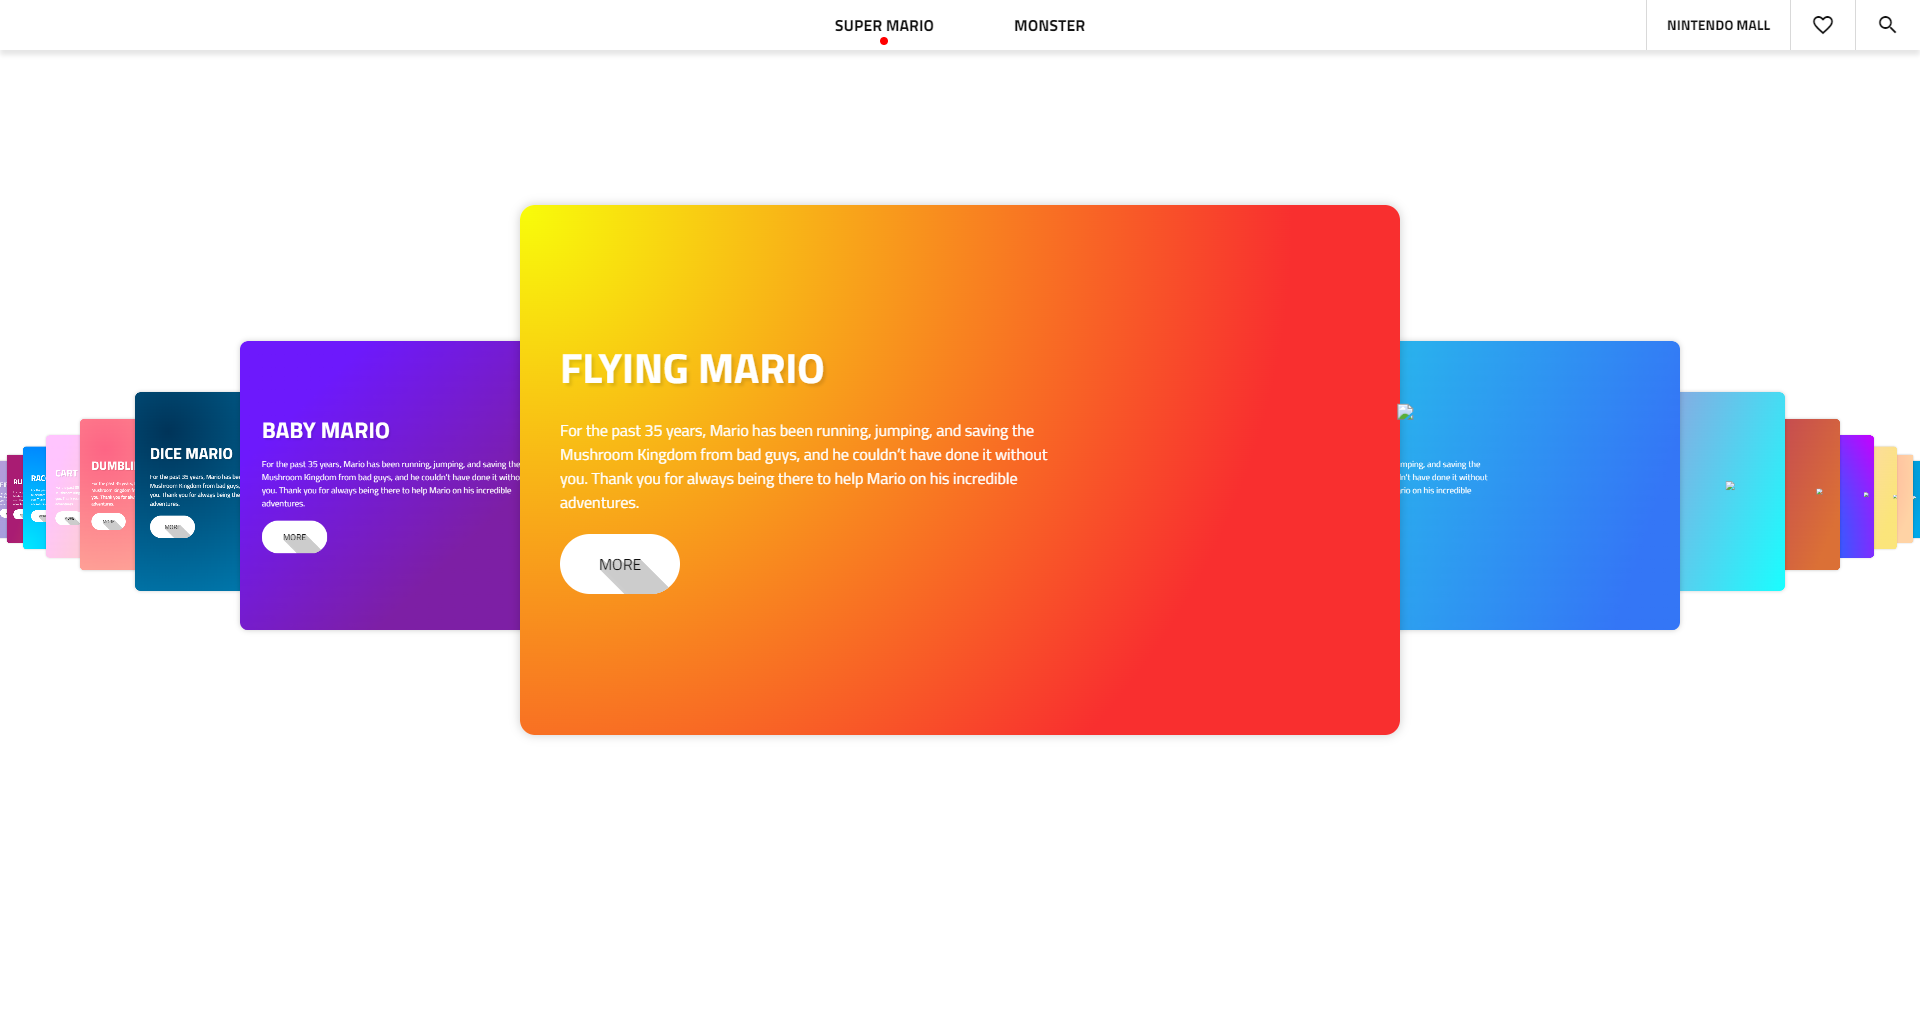 SUPER MARIO
MONSTER
NINTENDO MALL
FLYING MARIO
For the past 35 years, Mario has been running, jumping, and saving the
Mushroom Kingdom from bad guys, and he couldn't have done it without
you. Thank you for always being there to help Mario on his incredible
adventures.
MORE
BABY MARIO
For the past 35 years, Mario has been running, jumping, and saving the
Mushroom Kingdom from bad guys, and he couldn't have done it
you. Thank you for always being there to help Mario on his incredible
adventures.
MORE
DICE MARIO
For the past 35 years, Mario has
Mushroom Kingdom from bad guys,
you. Thank you for always being
adventures.
MORE
CART
mping, and saving the
n't have done it without
rio on his incredible